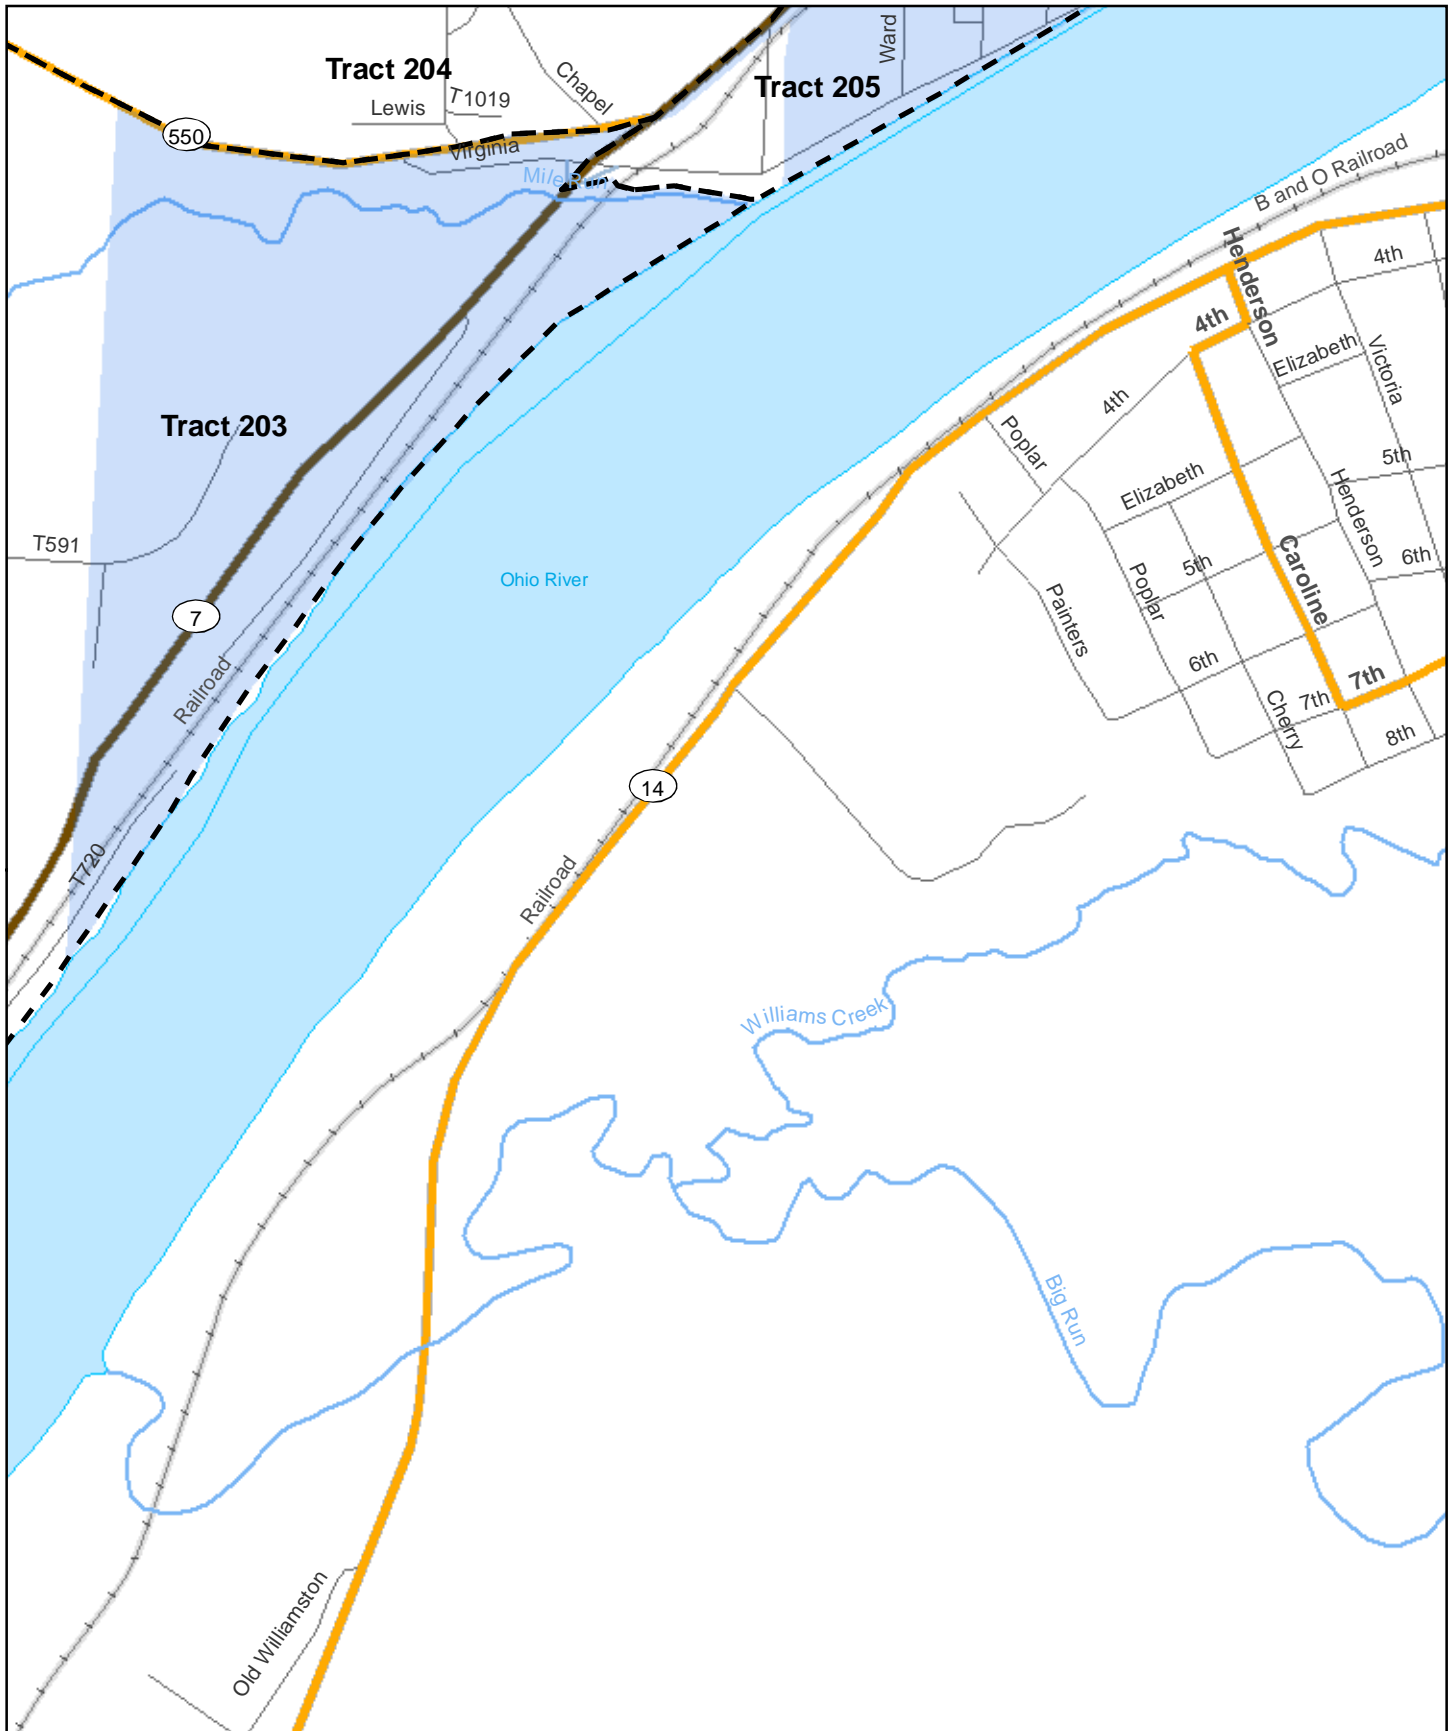 Ward
Tract 204
Chapel
Tract 205
Lewis
T1019
550
Virginia
Mile Run
B and O Railroad
Henderson
4th
4th
Elizabeth
Victoria
4th
Tract 203
Poplar
5th
Elizabeth
Henderson
T591
Caroline
6th
5th
Ohio River
Poplar
Painters
7
6th
Railroad
7th
7th
Cherry
8th
14
T720
Railroad
Williams Creek
Big Run
Old Williamston